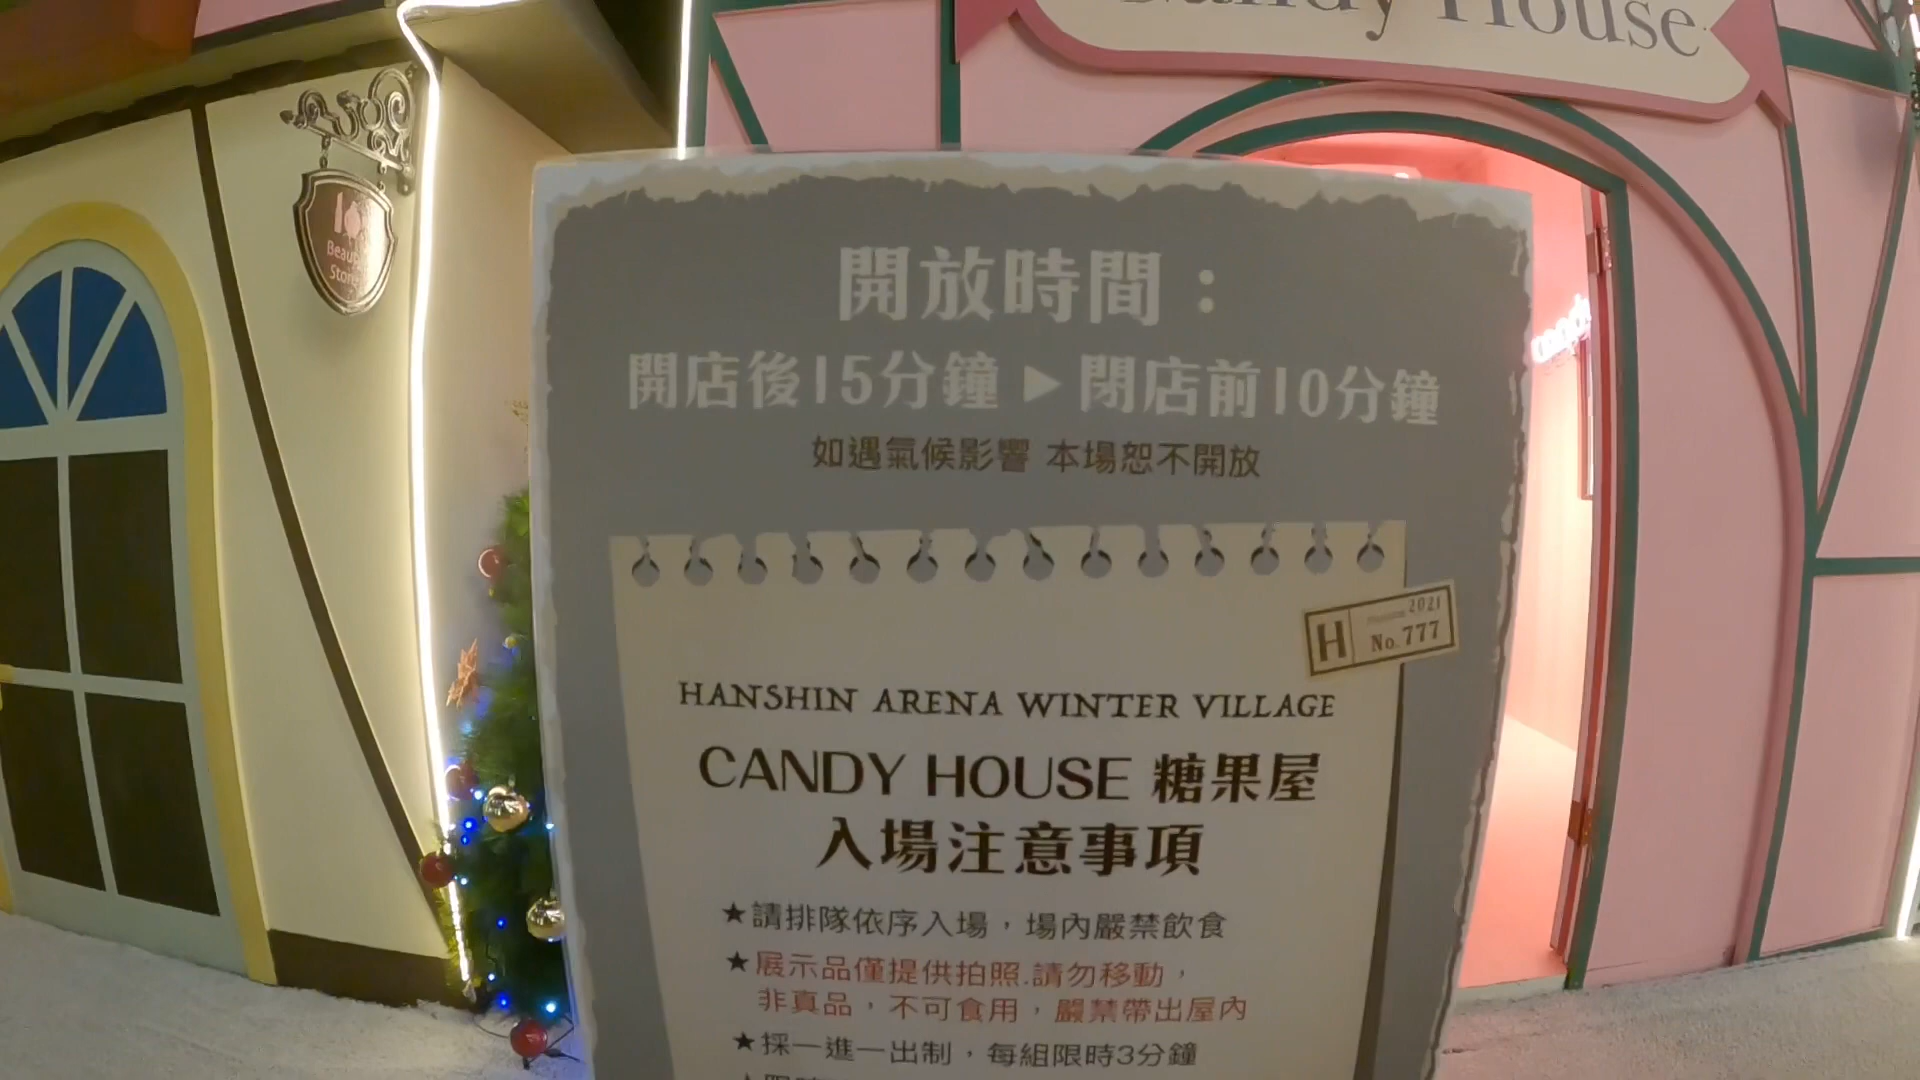 Candy House
開放時間：
開店後15分鐘▶閉店前10分鐘
如遇氣候影響 本場恕不開放
2021
H
No.777
HANSHIN ARENA WINTER VILLAGE
CANDY HOUSE 糖果屋
入場注意事項
★請排隊依序入場，場內嚴禁飲食
★展示品僅提供拍照.請勿移動，
非真品，不可食用，嚴禁帶出屋內
★採一進一出制，每組限時3分鐘